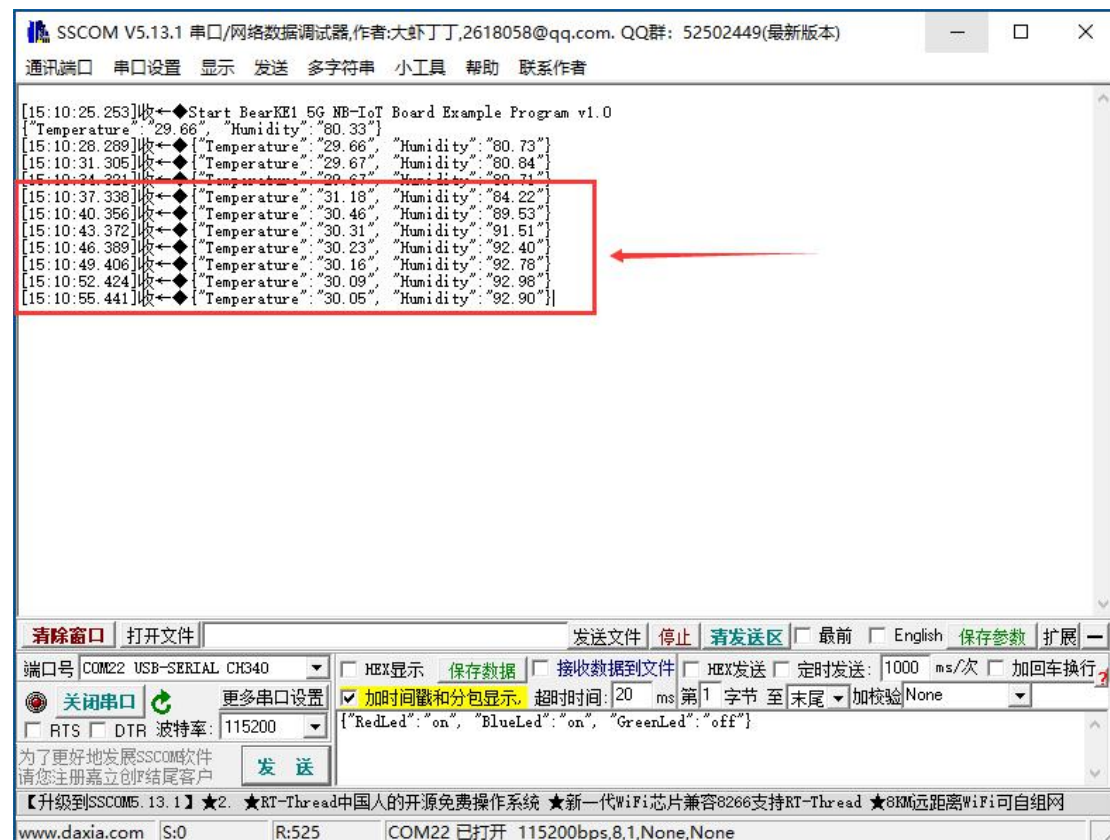 SSCOM V5.13.1 串口/网络数据调试器,作者:大虾丁丁,2618058@qq.com. QQ群： 52502449(最新版本)
通讯端口 串口设置 显示 发送 多字符串 小工具 帮助 联系作者
[15:10:25.253]收←◆Start BearKE1 5G NB-IoT Board Example Program v1.0
{"Temperature":"29.66", "Humidity":"80.33"}
[15:10:28.289]收←◆{"Temperature":"29.66", "Humidity":"80.73"}
[15:10:31.305]收←◆{"Temperature":"29.67", "Humidity":"80.84"}
[15:10:34.321]收←◆{"Temperature":"29.67", "Humidity":"80.71"}
[15:10:37.338]收←◆{"Temperature":"31.18", "Humidity":"84.22"}
[15:10:40.356]收←◆{"Temperature":"30.46", "Humidity":"89.53"}
[15:10:43.372]收←◆{"Temperature":"30.31", "Humidity":"91.51"}
[15:10:46.389]收←◆{"Temperature":"30.23", "Humidity":"92.40"}
[15:10:49.406]收←◆{"Temperature":"30.16", "Humidity":"92.78"}
[15:10:52.424]收←◆{"Temperature":"30.09", "Humidity":"92.98"}
[15:10:55.441]收←◆{"Temperature":"30.05", "Humidity":"92.90"}
清除窗口 打开文件 发送文件 停止 清发送区 最前 English 保存参数 扩展 —
端口号 COM22 USB-SERIAL CH340 HEX显示 保存数据 接收数据到文件 HEX发送 定时发送: 1000 ms/次 加回车换行
关闭串口 更多串口设置 加时间戳和分包显示, 超时时间: 20 ms 第1 字节 至 末尾 加校验 None
RTS DTR 波特率: 115200 {"RedLed":"on", "BlueLed":"on", "GreenLed":"off"}
为了更好地发展SSCOM软件
请您注册嘉立创F结尾客户 发 送
【升级到SSCOM5.13.1】★2. ★RT-Thread中国人的开源免费操作系统 ★新一代WiFi芯片兼容8266支持RT-Thread ★8KM远距离WiFi可自组网
www.daxia.com S:0 R:525 COM22 已打开 115200bps,8,1,None,None